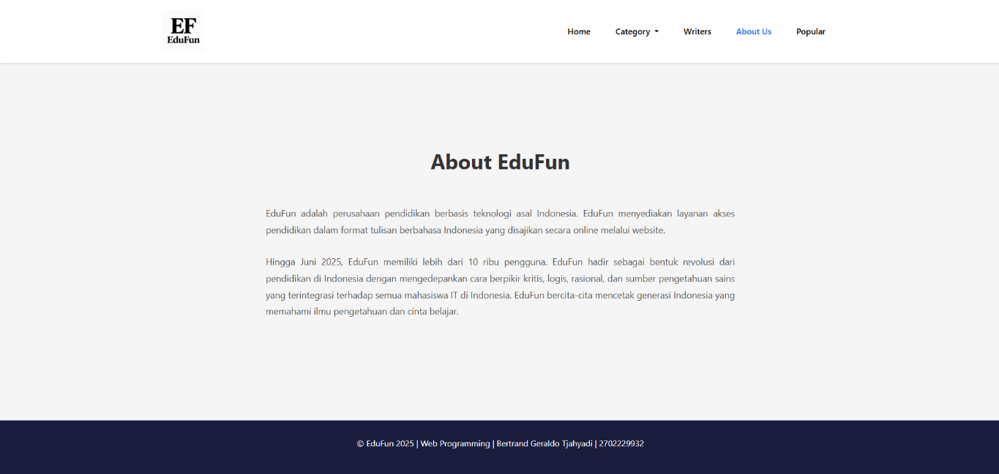 EF
EduFun
Home
Category
Writers
About Us
Popular
About EduFun
EduFun adalah perusahaan pendidikan berbasis teknologi asal Indonesia. EduFun menyediakan layanan akses
pendidikan dalam format tulisan berbahasa Indonesia yang disajikan secara online melalui website.
Hingga Juni 2025, EduFun memiliki lebih dari 10 ribu pengguna. EduFun hadir sebagai bentuk revolusi dari
pendidikan di Indonesia dengan mengedepankan cara berpikir kritis, logis, rasional, dan sumber pengetahuan sains
yang terintegrasi terhadap semua mahasiswa IT di Indonesia. EduFun bercita-cita mencetak generasi Indonesia yang
memahami ilmu pengetahuan dan cinta belajar.
© EduFun 2025 | Web Programming | Bertrand Geraldo Tjahyadi | 2702229932